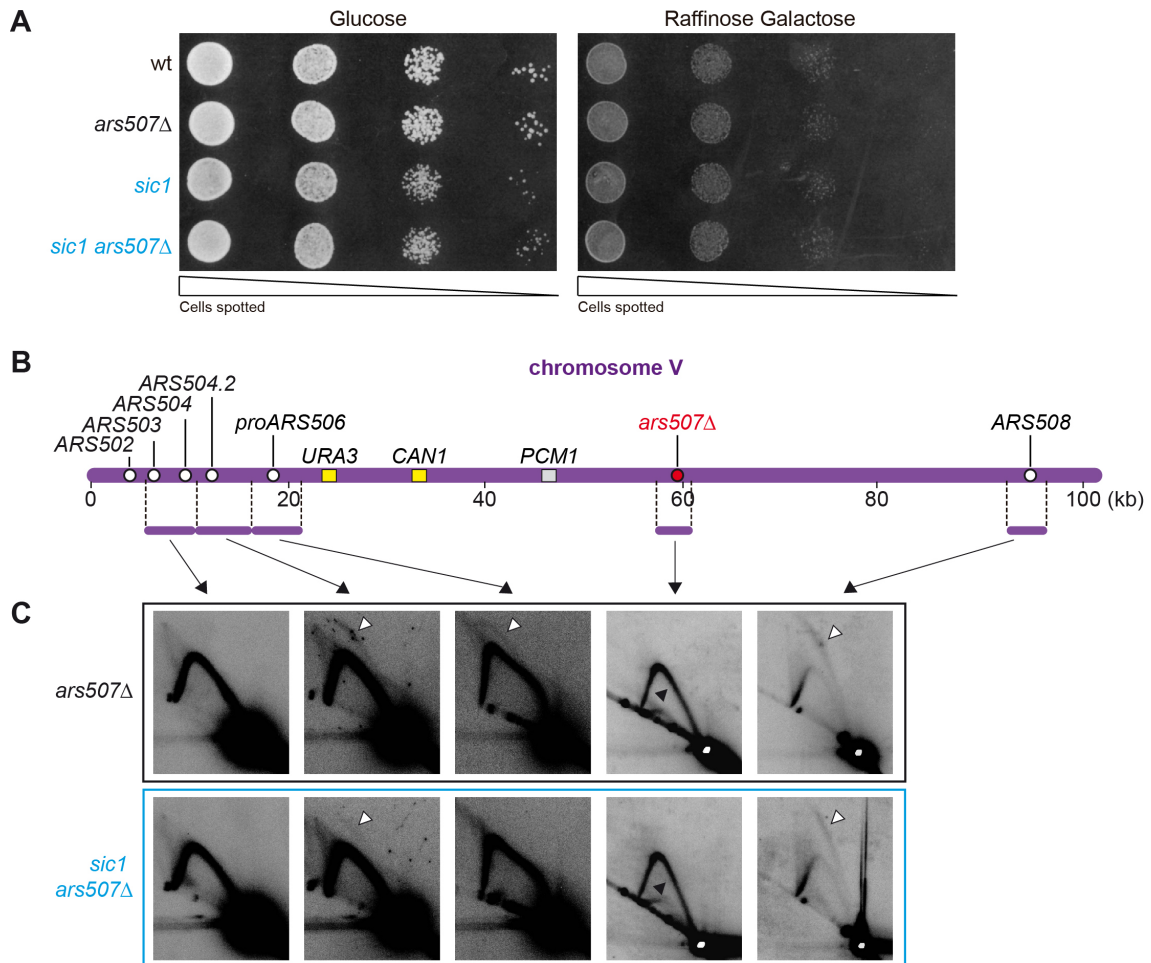 A
Glucose
Raffinose Galactose
wt
ars507Δ
sic1
sic1 ars507Δ
Cells spotted
Cells spotted
B
chromosome V
ARS504.2
ARS504
ARS503
ARS502
proARS506
ars507Δ
ARS508
URA3
CAN1
PCM1
0
20
40
60
80
100 (kb)
C
ars507Δ
sic1
ars507Δ